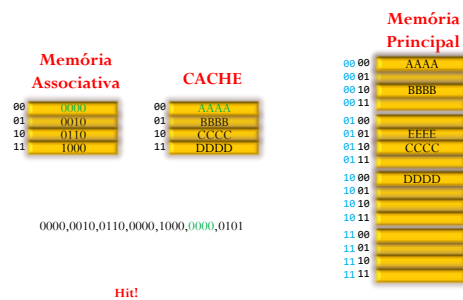 Memória
Associativa
00 0000
01 0010
10 0110
11 1000
CACHE
00 AAAA
01 BBBB
10 CCCC
11 DDDD
0000,0010,0110,0000,1000,0000,0101
Hit!
Memória
Principal
00 00 AAAA
00 01
00 10 BBBB
00 11
01 00
01 01 EEEE
01 10 CCCC
01 11
10 00 DDDD
10 01
10 10
10 11
11 00
11 01
11 10
11 11